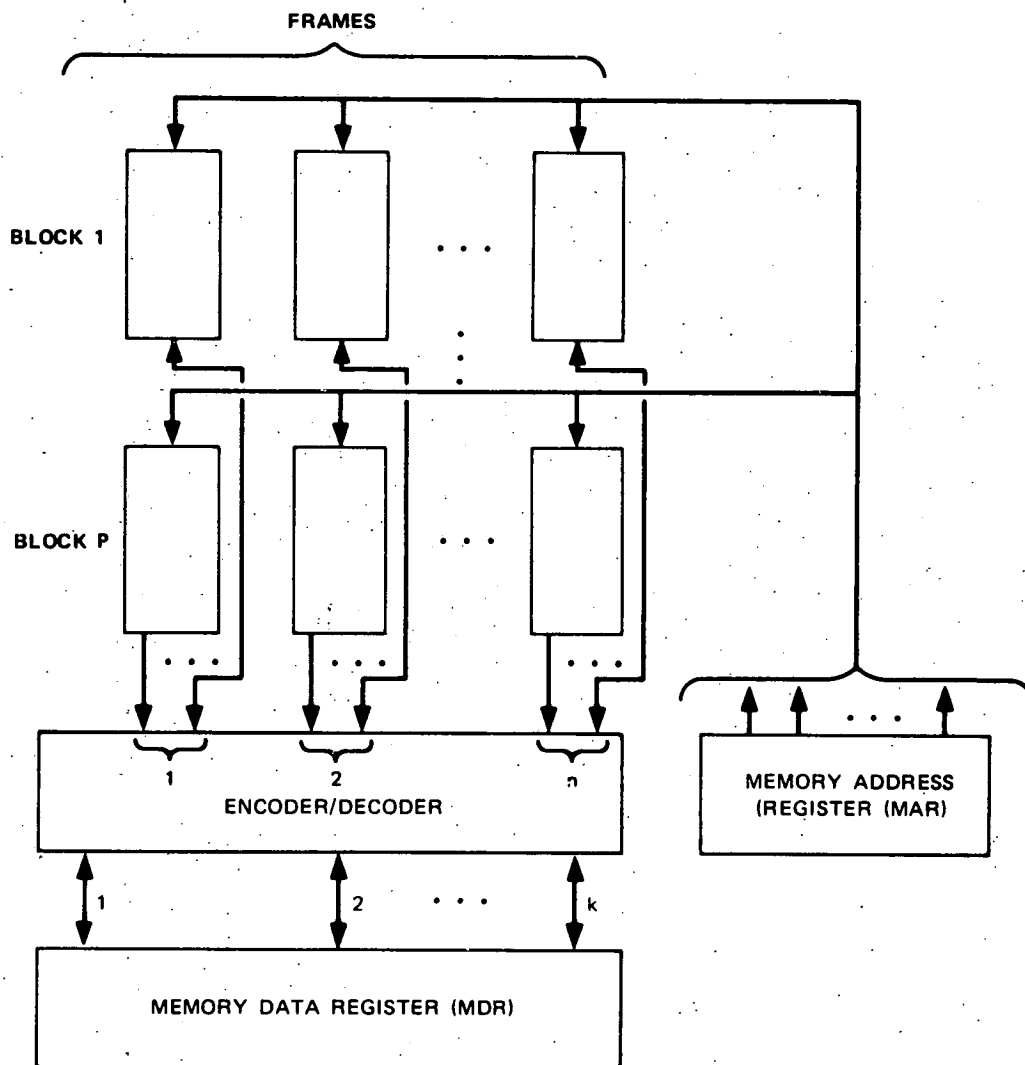 FRAMES
BLOCK 1
BLOCK P
1
2
n
ENCODER/DECODER
MEMORY ADDRESS
(REGISTER (MAR)
1
2
k
MEMORY DATA REGISTER (MDR)